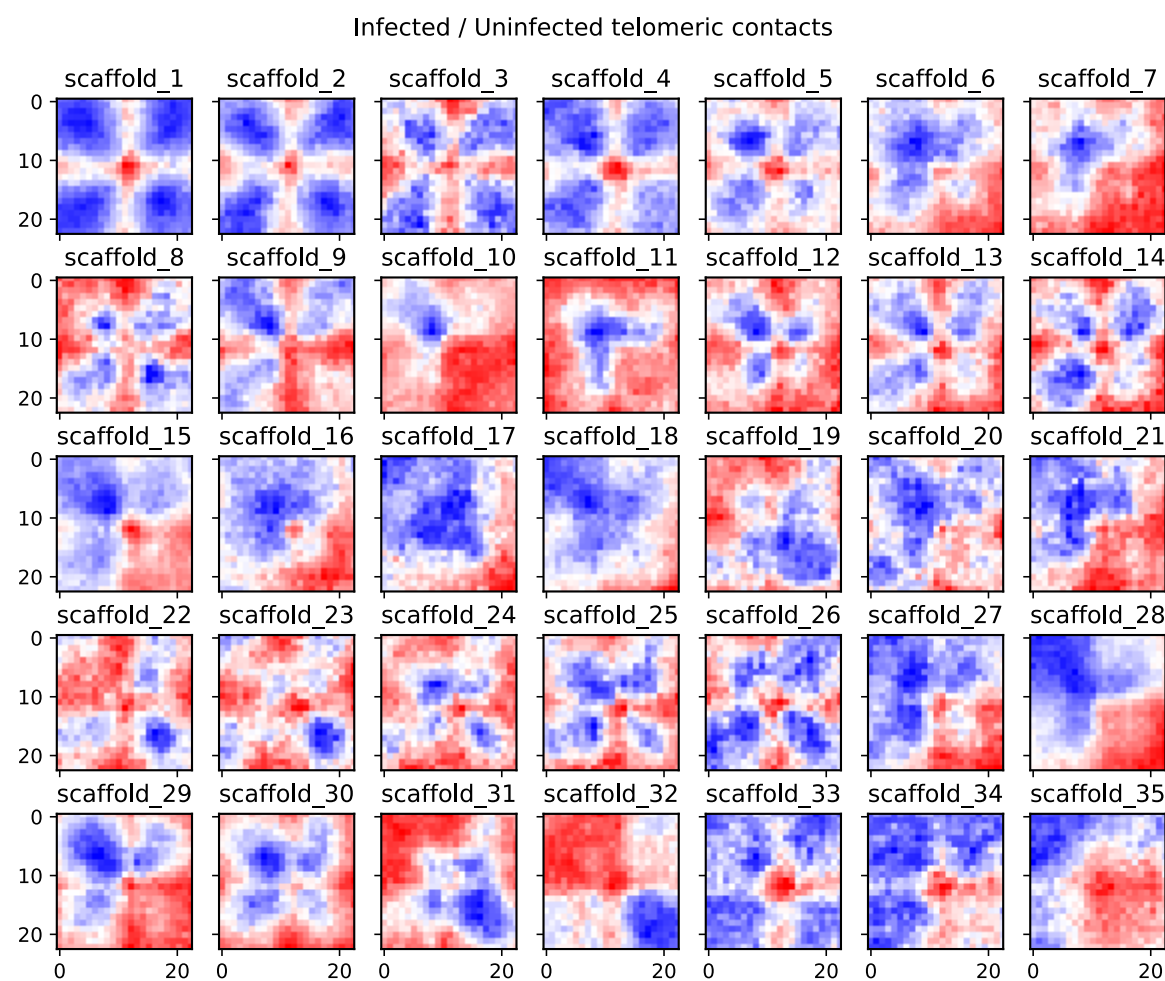 Infected / Uninfected telomeric contacts
scaffold_1 scaffold_2 scaffold_3 scaffold_4 scaffold_5 scaffold_6 scaffold_7
0
10
20
scaffold_8 scaffold_9 scaffold_10 scaffold_11 scaffold_12 scaffold_13 scaffold_14
0
10
20
scaffold_15 scaffold_16 scaffold_17 scaffold_18 scaffold_19 scaffold_20 scaffold_21
0
10
20
scaffold_22 scaffold_23 scaffold_24 scaffold_25 scaffold_26 scaffold_27 scaffold_28
0
10
20
scaffold_29 scaffold_30 scaffold_31 scaffold_32 scaffold_33 scaffold_34 scaffold_35
0
10
20
0 20 0 20 0 20 0 20 0 20 0 20 0 20